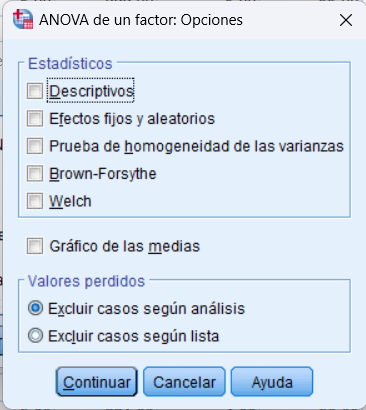 ANOVA de un factor: Opciones
Estadísticos
Descriptivos
Efectos fijos y aleatorios
Prueba de homogeneidad de las varianzas
Brown-Forsythe
Welch
Gráfico de las medias
Valores perdidos
Excluir casos según análisis
Excluir casos según lista
Continuar Cancelar Ayuda